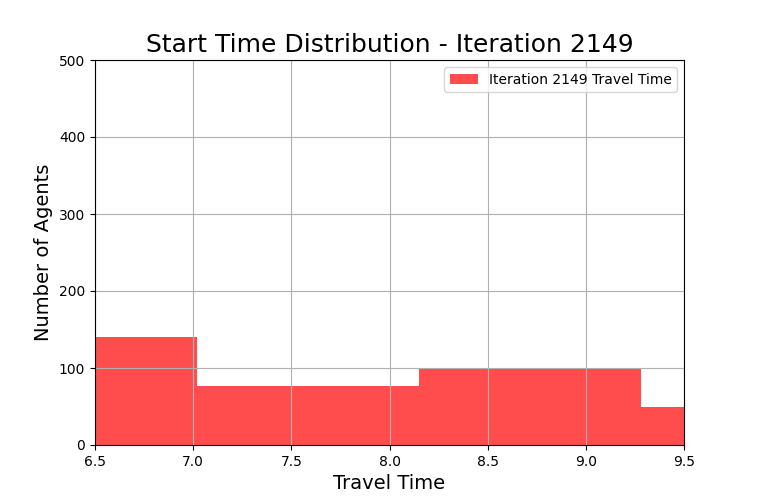 Start Time Distribution - Iteration 2149
Iteration 2149 Travel Time
Number of Agents
500
400
300
200
100
0
6.5 7.0 7.5 8.0 8.5 9.0 9.5
Travel Time